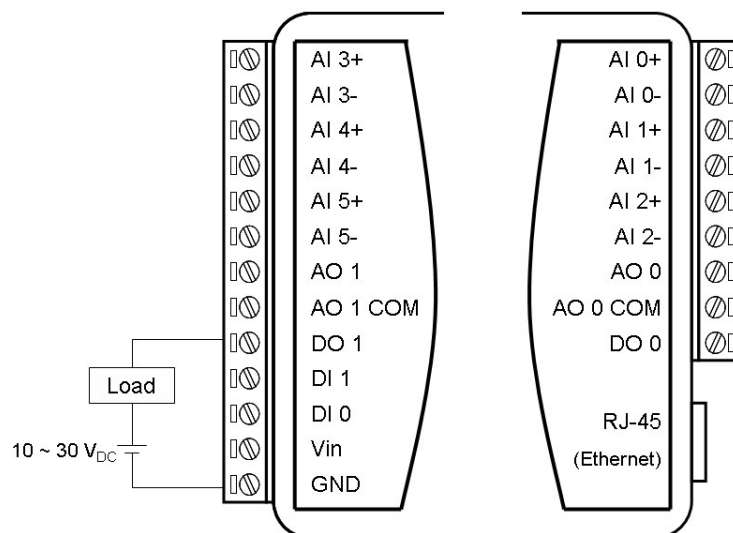 AI 3+
AI 3-
AI 4+
AI 4-
AI 5+
AI 5-
AO 1
AO 1 COM
DO 1
DI 1
DI 0
Vin
GND
Load
10 ~ 30 VDC
AI 0+
AI 0-
AI 1+
AI 1-
AI 2+
AI 2-
AO 0
AO 0 COM
DO 0
RJ-45
(Ethernet)